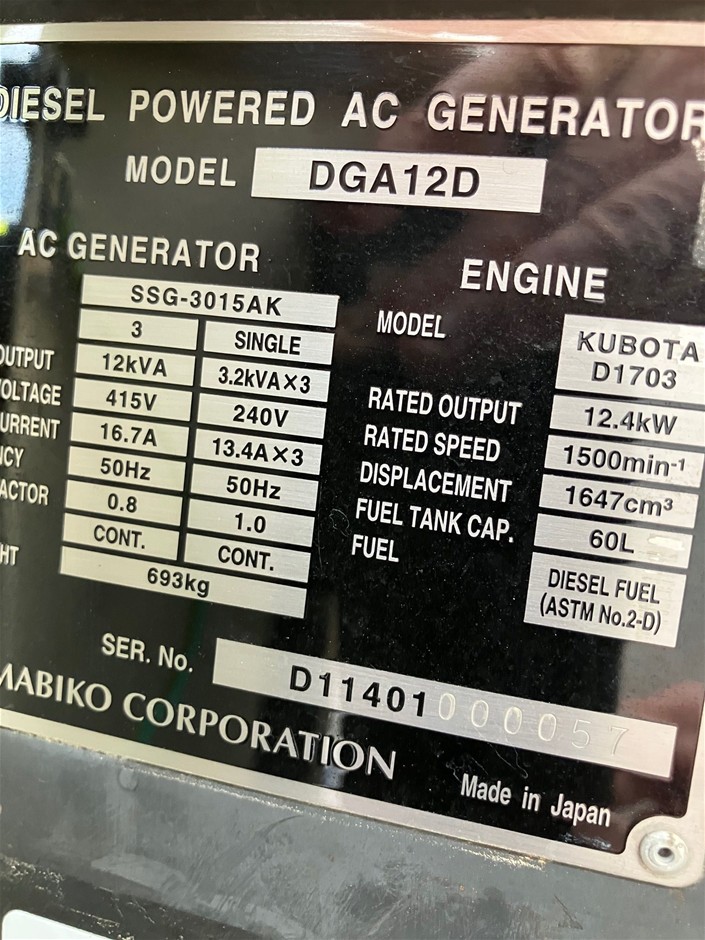 DIESEL POWERED AC GENERATOR
MODEL DGA12D
AC GENERATOR
SSG-3015AK
3 SINGLE
OUTPUT 12kVA 3.2kVA×3
VOLTAGE 415V 240V
CURRENT 16.7A 13.4A×3
NCY 50Hz 50Hz
ACTOR 0.8 1.0
CONT. CONT.
HT 693kg
ENGINE
MODEL KUBOTA
D1703
RATED OUTPUT 12.4kW
RATED SPEED 1500min-¹
DISPLACEMENT 1647cm³
FUEL TANK CAP. 60L
FUEL DIESEL FUEL
(ASTM No.2-D)
SER. No. D11401000057
MABIKO CORPORATION
Made in Japan